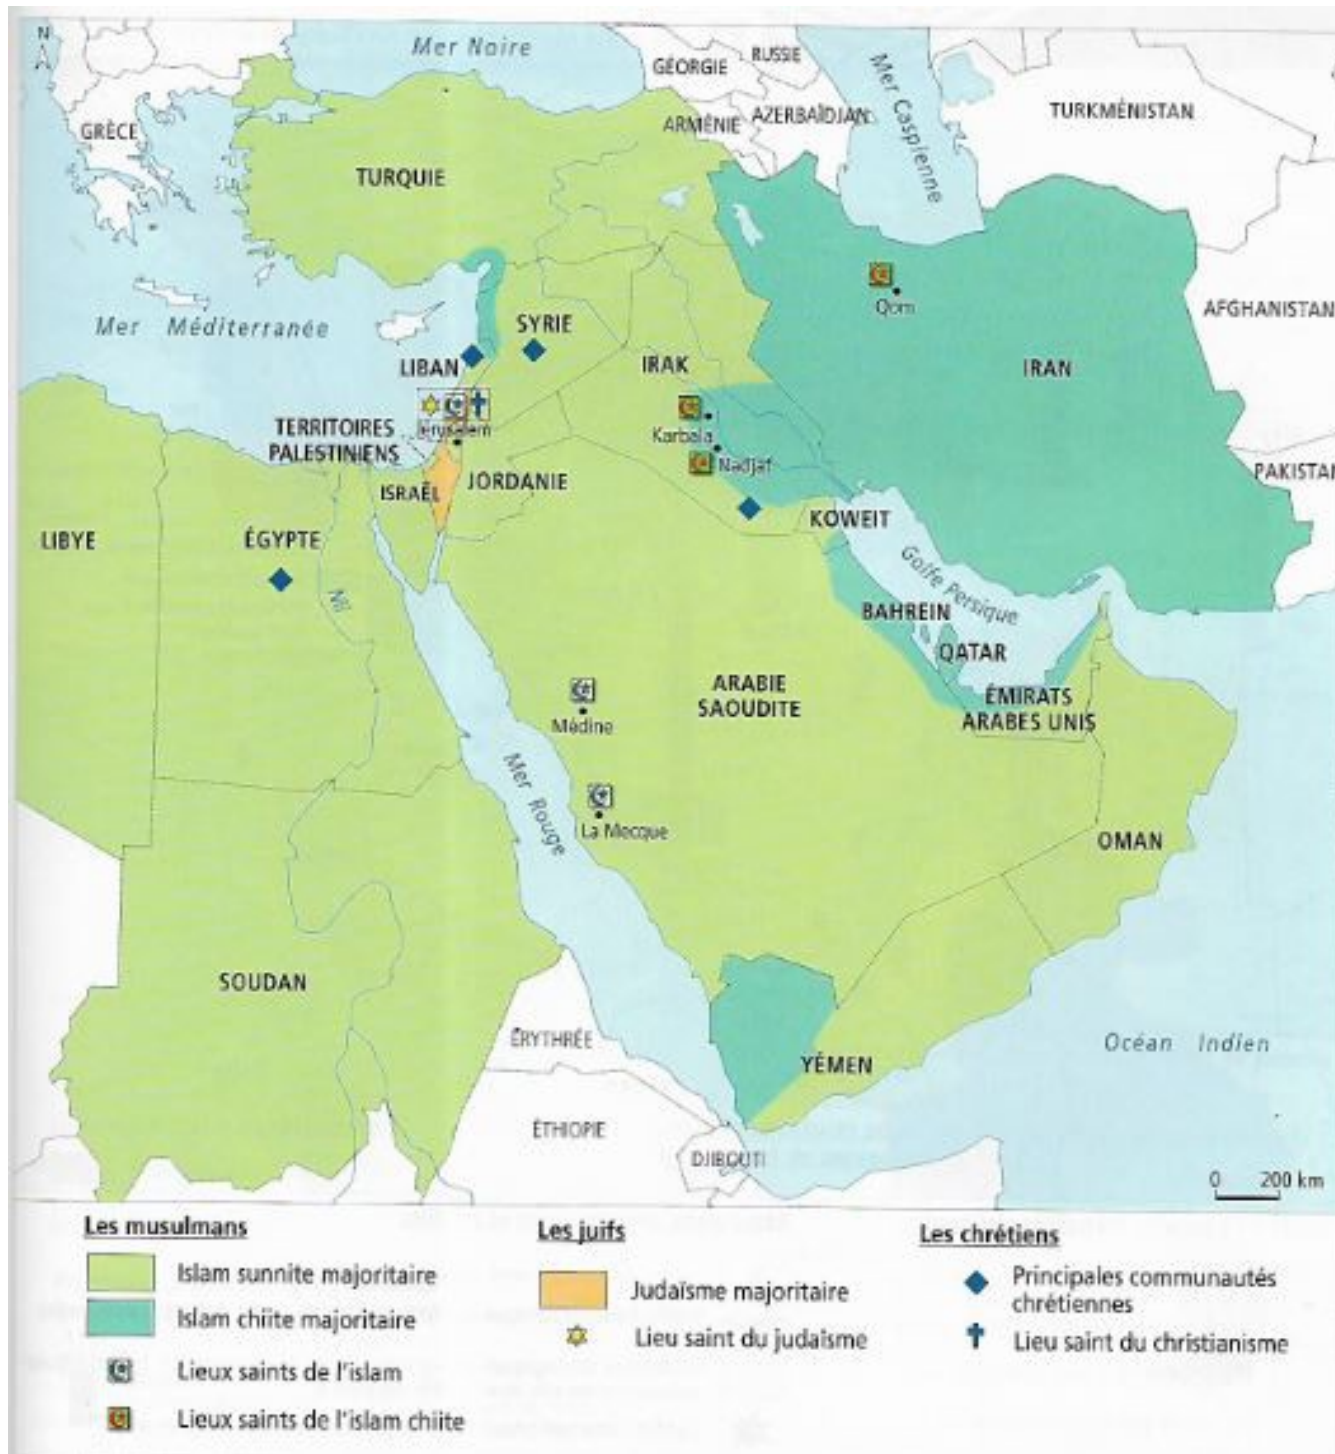 N
Mer Noire
RUSSIE
GÉORGIE
Mer Caspienne
GRÈCE
ARMÉNIE
AZERBAÏDJAN
TURKMÉNISTAN
TURQUIE
Qom
AFGHANISTAN
Mer Méditerranée
SYRIE
LIBAN
IRAK
IRAN
Jérusalem
TERRITOIRES
PALESTINIENS
Karbala
Nadjaf
PAKISTAN
ISRAËL
JORDANIE
KOWEIT
LIBYE
ÉGYPTE
Nil
Golfe Persique
BAHREIN
QATAR
ARABIE
SAOUDITE
ÉMIRATS
ARABES UNIS
Médine
Mer Rouge
La Mecque
OMAN
SOUDAN
ÉRYTHRÉE
YÉMEN
Océan Indien
ÉTHIOPIE
DJIBOUTI
0 200 km
Les musulmans
Islam sunnite majoritaire
Islam chiite majoritaire
Lieux saints de l'islam
Lieux saints de l'islam chiite
Les juifs
Judaïsme majoritaire
Lieu saint du judaïsme
Les chrétiens
Principales communautés
chrétiennes
Lieu saint du christianisme